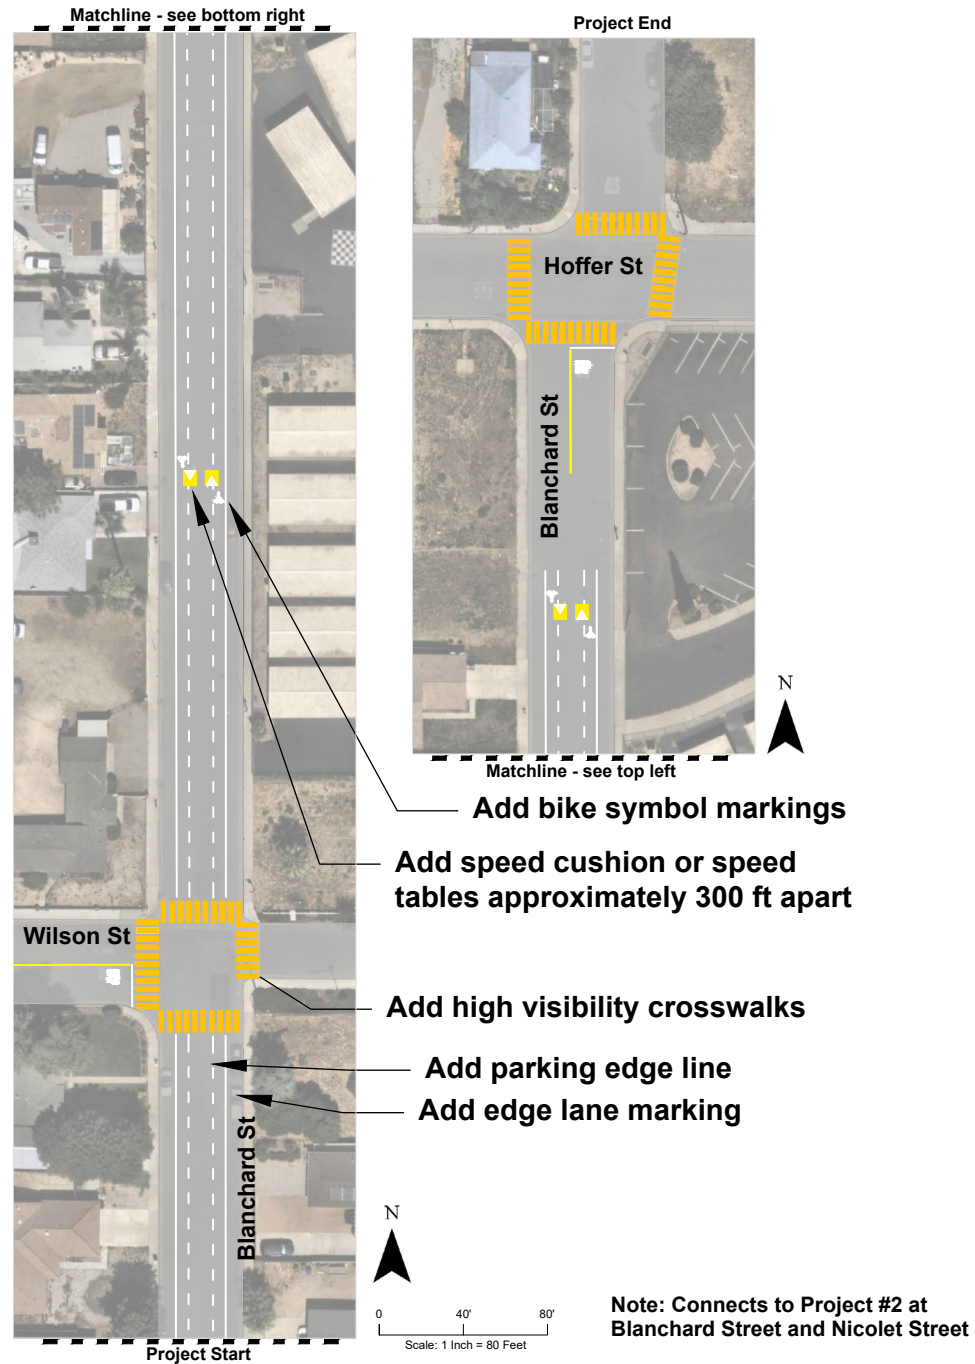 Matchline - see bottom right
Project End
Hoffer St
Blanchard St
N
Matchline - see top left
Add bike symbol markings
Add speed cushion or speed
tables approximately 300 ft apart
Wilson St
Add high visibility crosswalks
Add parking edge line
Add edge lane marking
Blanchard St
N
0 40' 80'
Scale: 1 Inch = 80 Feet
Note: Connects to Project #2 at
Blanchard Street and Nicolet Street
Project Start